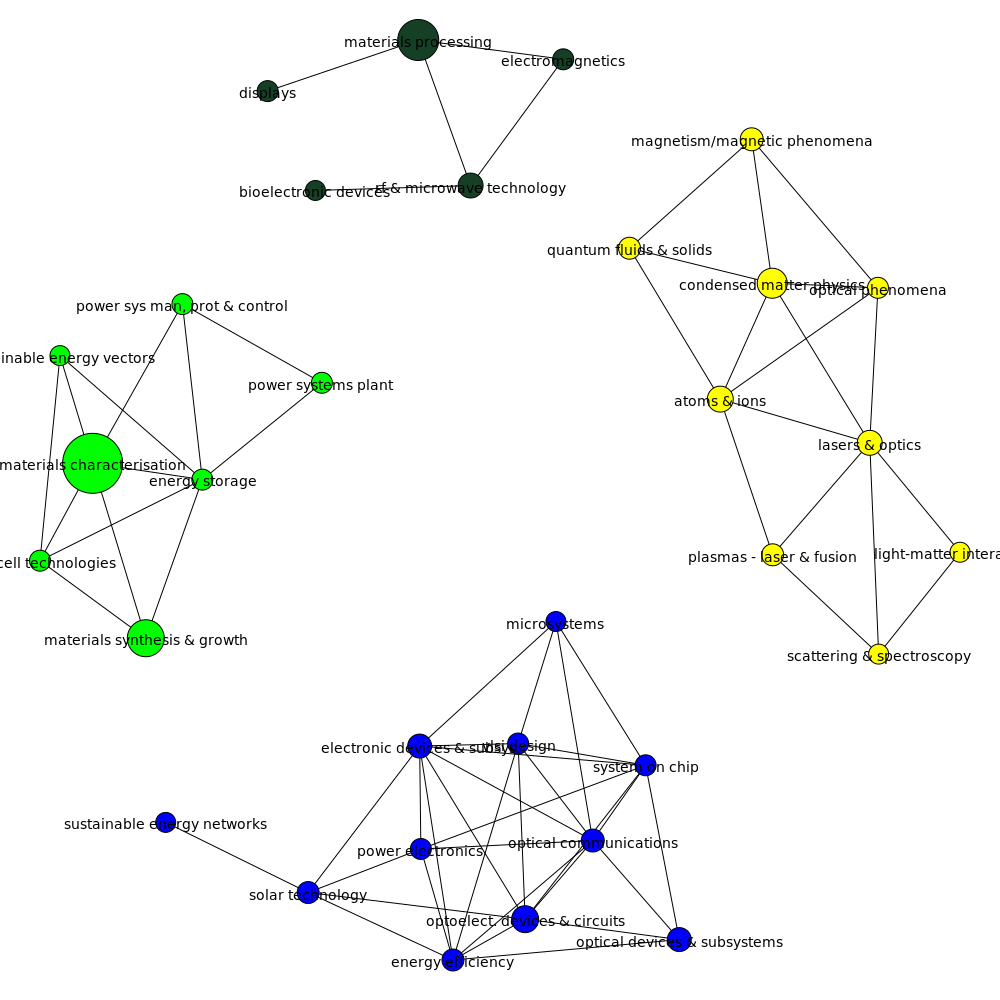 materials processing
electromagnetics
displays
bioelectronic devices
rf & microwave technology
magnetism/magnetic phenomena
quantum fluids & solids
condensed matter physics
optical phenomena
power sys man, prot & control
inable energy vectors
power systems plant
atoms & ions
lasers & optics
materials characterisation
energy storage
plasmas - laser & fusion
light-matter intera
cell technologies
materials synthesis & growth
microsystems
scattering & spectroscopy
electronic devices & subsys
vlsi design
system on chip
sustainable energy networks
power electronics
optical communications
solar technology
optoelect. devices & circuits
optical devices & subsystems
energy efficiency